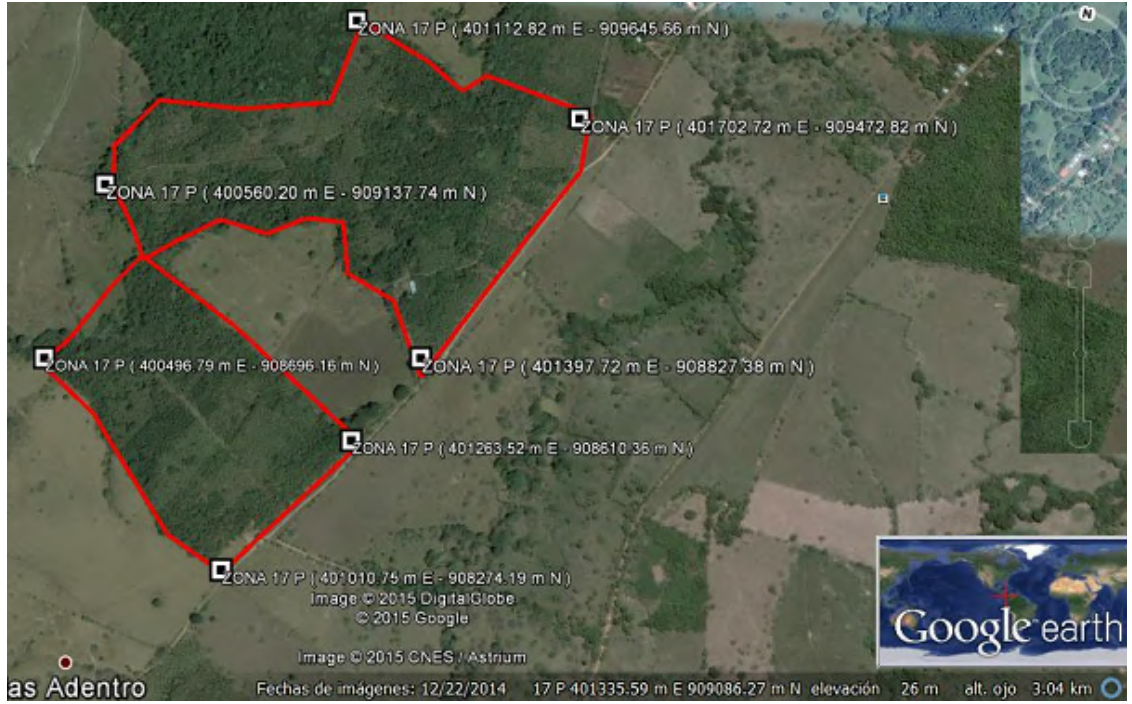 N
ZONA 17 P ( 401112.82 m E - 909645.66 m N )
ZONA 17 P ( 401702.72 m E - 909472.82 m N )
ZONA 17 P ( 400560.20 m E - 909137.74 m N )
ZONA 17 P ( 400496.79 m E - 908696.16 m N )
ZONA 17 P ( 401397.72 m E - 908827.38 m N )
ZONA 17 P ( 401263.52 m E - 908610.36 m N )
ZONA 17 P ( 401010.75 m E - 908274.19 m N )
Image © 2015 DigitalGlobe
© 2015 Google
Image © 2015 CNES / Astrium
Google earth
as Adentro
Fechas de imágenes: 12/22/2014 17 P 401335.59 m E 909086.27 m N elevación 26 m alt. ojo 3.04 km